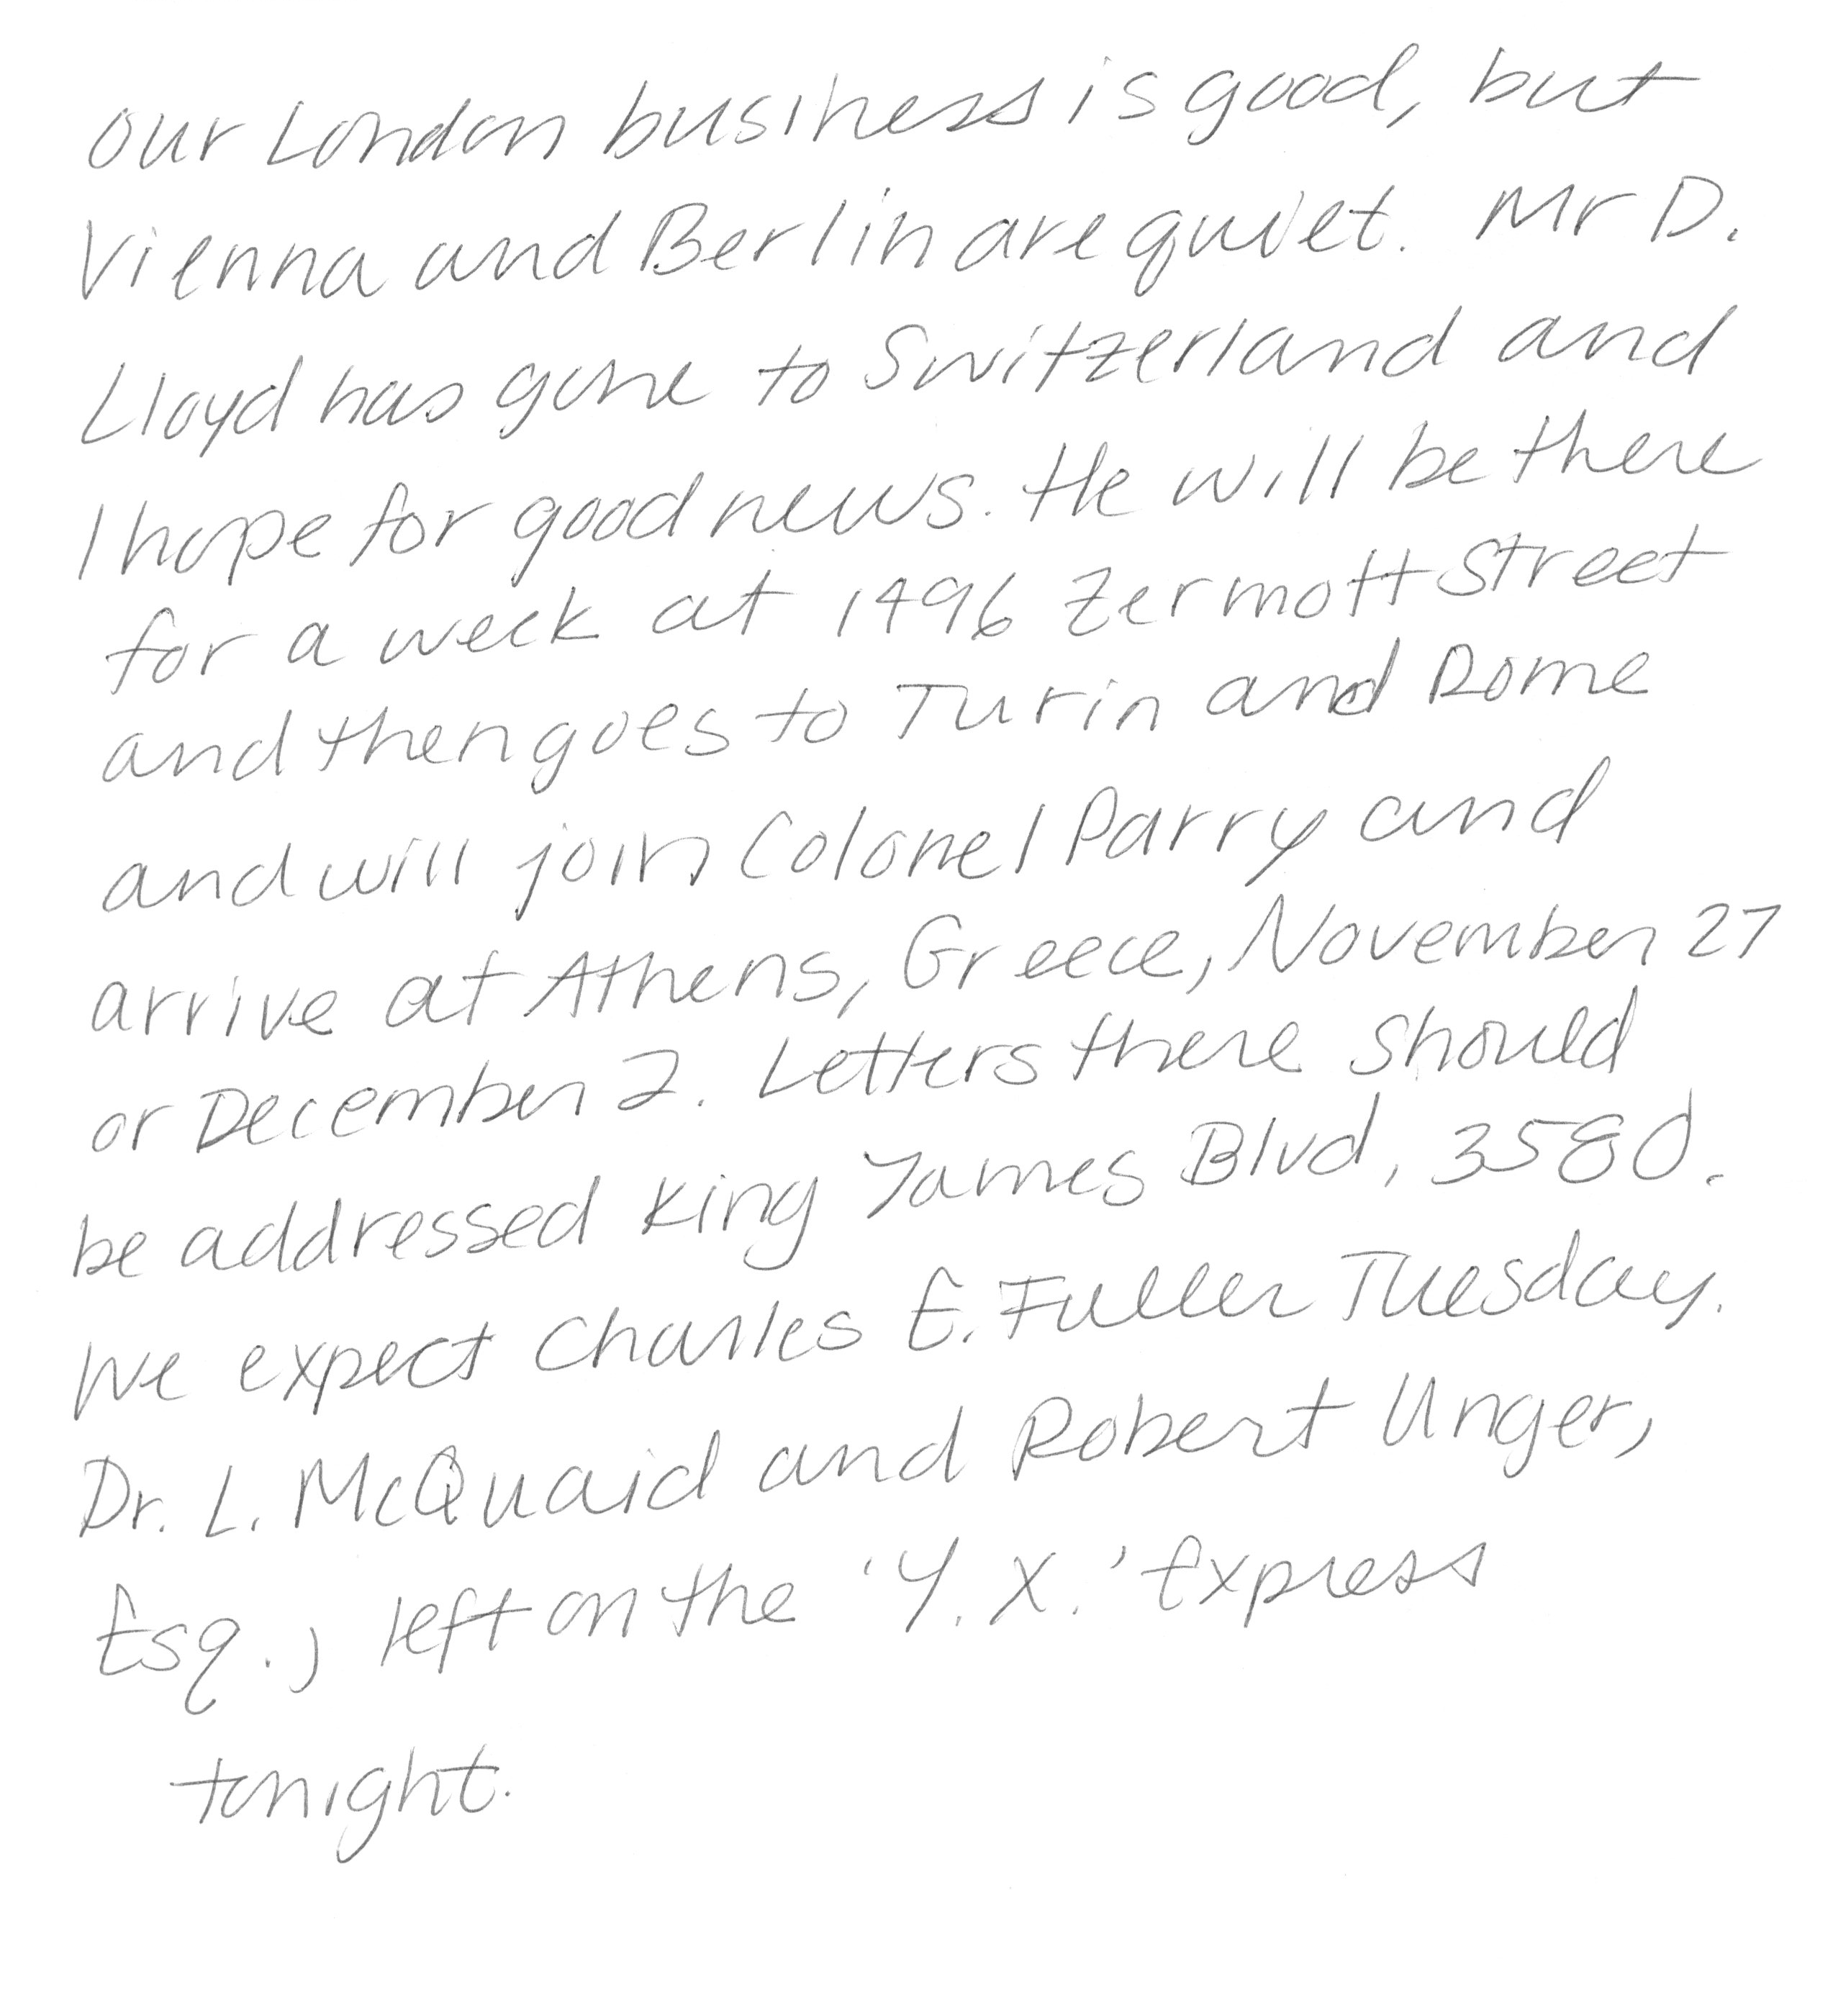 our London business is good, but
Vienna and Berlin are quiet. Mr D.
Lloyd has gone to Switzerland and
I hope for good news. He will be there
for a week at 1496 Zermott Street
and then goes to Turin and Rome
and will join Colonel Parry and
arrive at Athens, Greece, November 27
or December 2. Letters there should
be addressed King James Blvd, 3580.
We expect Charles E. Fuller Tuesday.
Dr. L. McQuaid and Robert Unger,
Esq., left on the 'Y. X.' Express
tonight.